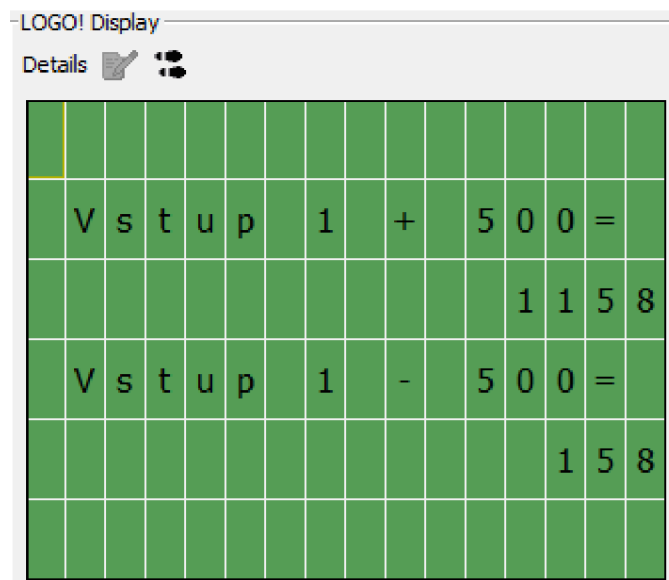 LOGO! Display
Details
Vstup 1 + 500=
1158
Vstup 1 - 500=
158